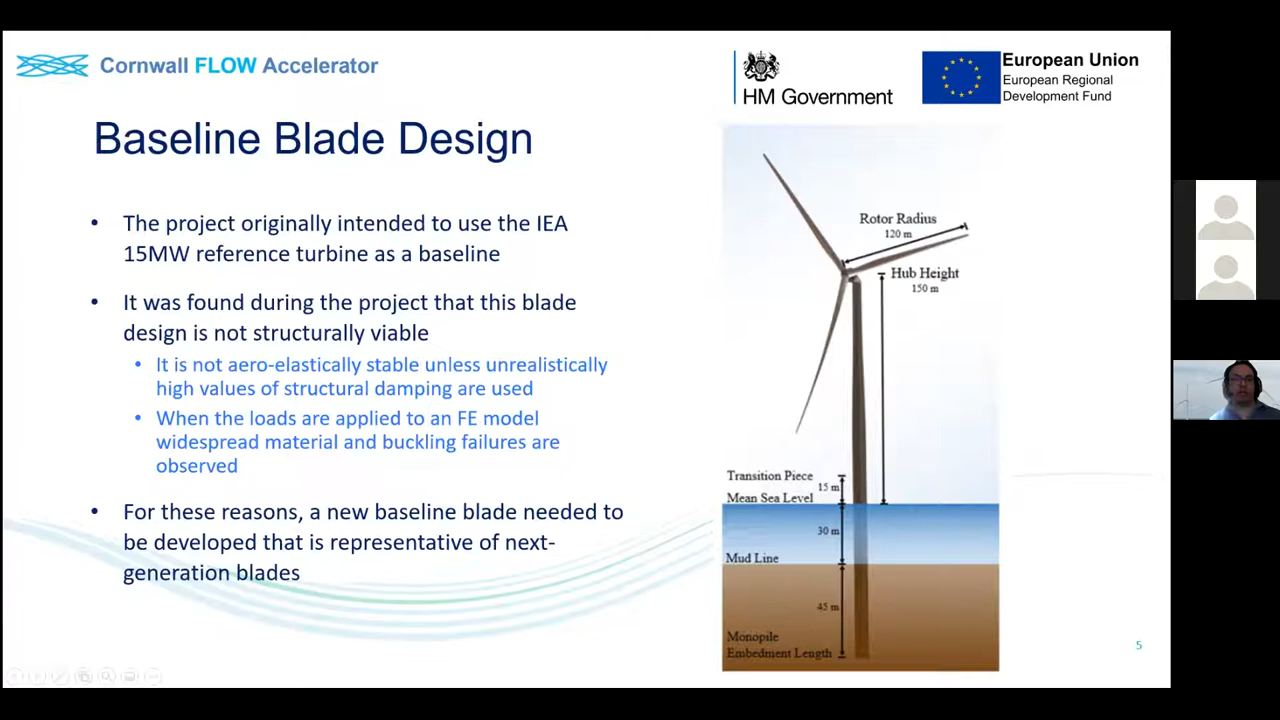 Cornwall FLOW Accelerator
HM Government
European Union
European Regional
Development Fund
Baseline Blade Design
• The project originally intended to use the IEA
15MW reference turbine as a baseline
• It was found during the project that this blade
design is not structurally viable
• It is not aero-elastically stable unless unrealistically
high values of structural damping are used
• When the loads are applied to an FE model
widespread material and buckling failures are
observed
• For these reasons, a new baseline blade needed to
be developed that is representative of next-
generation blades
Rotor Radius
120 m
Hub Height
150 m
Transition Piece
15 m
Mean Sea Level
30 m
Mud Line
45 m
Monopile
Embedment Length
5